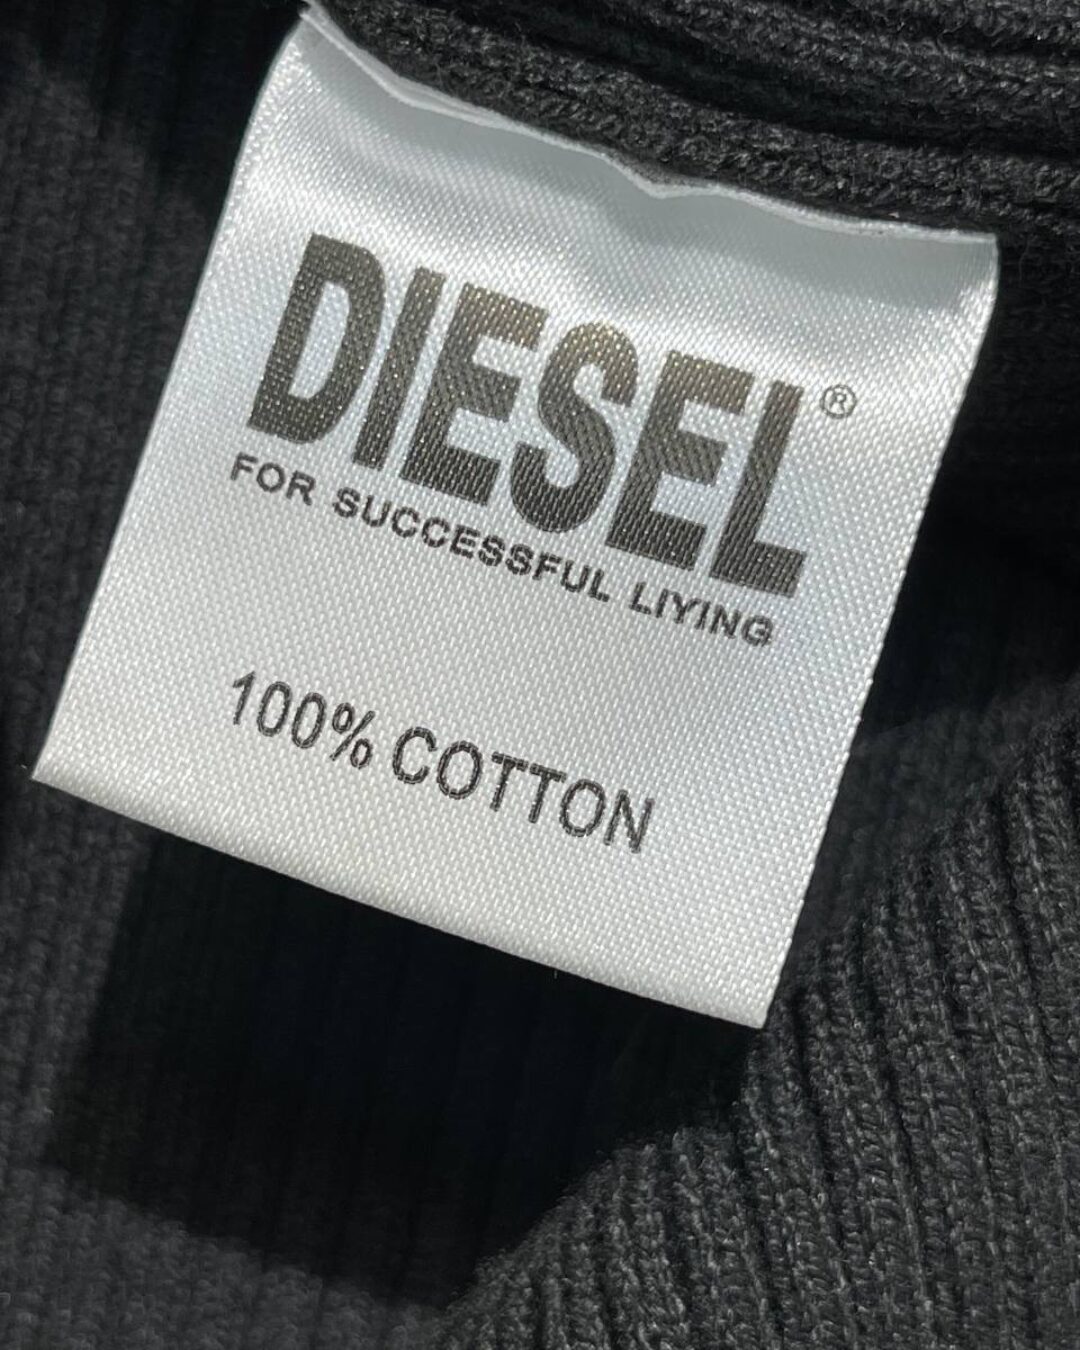 DIESEL®
FOR SUCCESSFUL LIYING
100% COTTON